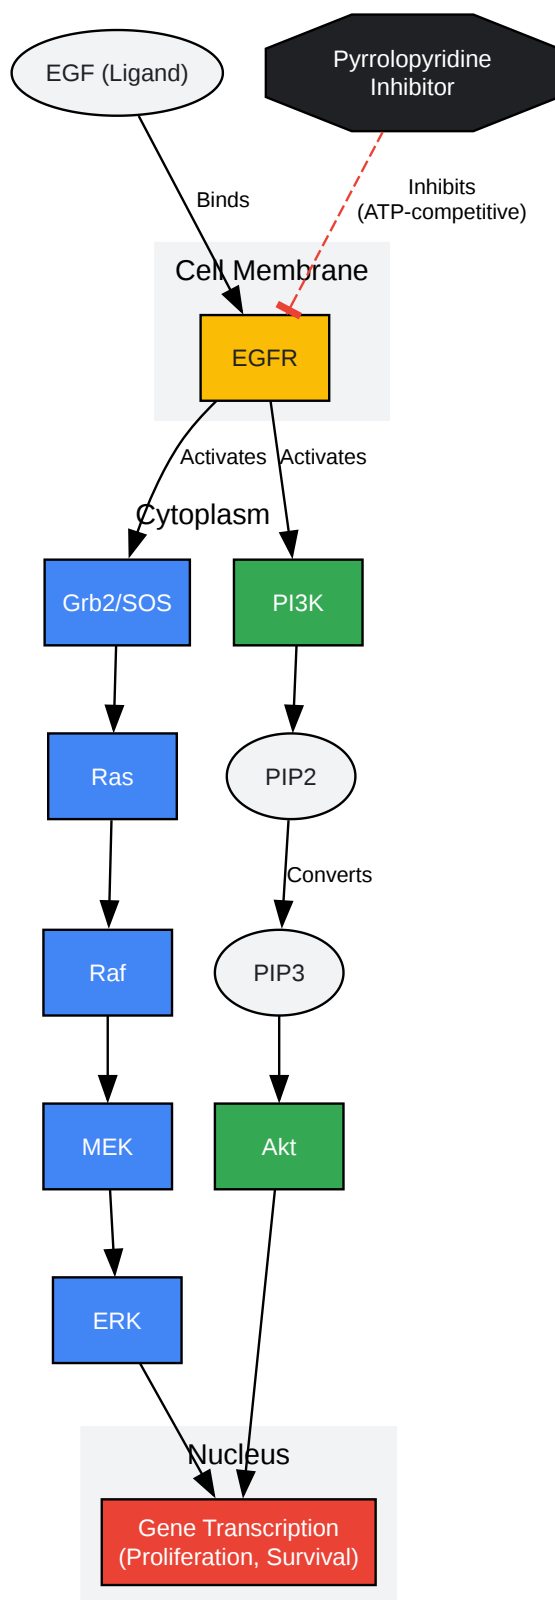 EGF (Ligand)
Pyrrolopyridine
Inhibitor
Binds
Inhibits
(ATP-competitive)
Cell Membrane
EGFR
Activates
Activates
Cytoplasm
Grb2/SOS
PI3K
Ras
PIP2
Converts
Raf
PIP3
MEK
Akt
ERK
Nucleus
Gene Transcription
(Proliferation, Survival)